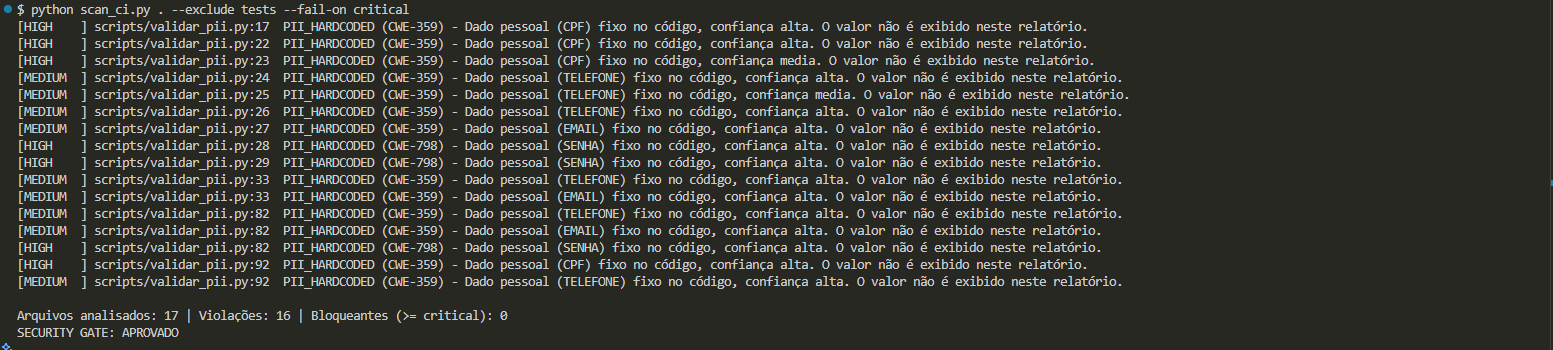 $ python scan_ci.py . --exclude tests --fail-on critical
[HIGH    ] scripts/validar_pii.py:17  PII_HARDCODED (CWE-359) - Dado pessoal (CPF) fixo no código, confiança alta. O valor não é exibido neste relatório.
[HIGH    ] scripts/validar_pii.py:22  PII_HARDCODED (CWE-359) - Dado pessoal (CPF) fixo no código, confiança alta. O valor não é exibido neste relatório.
[HIGH    ] scripts/validar_pii.py:23  PII_HARDCODED (CWE-359) - Dado pessoal (CPF) fixo no código, confiança media. O valor não é exibido neste relatório.
[MEDIUM  ] scripts/validar_pii.py:24  PII_HARDCODED (CWE-359) - Dado pessoal (TELEFONE) fixo no código, confiança alta. O valor não é exibido neste relatório.
[MEDIUM  ] scripts/validar_pii.py:25  PII_HARDCODED (CWE-359) - Dado pessoal (TELEFONE) fixo no código, confiança media. O valor não é exibido neste relatório.
[MEDIUM  ] scripts/validar_pii.py:26  PII_HARDCODED (CWE-359) - Dado pessoal (TELEFONE) fixo no código, confiança alta. O valor não é exibido neste relatório.
[MEDIUM  ] scripts/validar_pii.py:27  PII_HARDCODED (CWE-359) - Dado pessoal (EMAIL) fixo no código, confiança alta. O valor não é exibido neste relatório.
[HIGH    ] scripts/validar_pii.py:28  PII_HARDCODED (CWE-798) - Dado pessoal (SENHA) fixo no código, confiança alta. O valor não é exibido neste relatório.
[HIGH    ] scripts/validar_pii.py:29  PII_HARDCODED (CWE-798) - Dado pessoal (SENHA) fixo no código, confiança alta. O valor não é exibido neste relatório.
[MEDIUM  ] scripts/validar_pii.py:33  PII_HARDCODED (CWE-359) - Dado pessoal (TELEFONE) fixo no código, confiança alta. O valor não é exibido neste relatório.
[MEDIUM  ] scripts/validar_pii.py:33  PII_HARDCODED (CWE-359) - Dado pessoal (EMAIL) fixo no código, confiança alta. O valor não é exibido neste relatório.
[MEDIUM  ] scripts/validar_pii.py:82  PII_HARDCODED (CWE-359) - Dado pessoal (TELEFONE) fixo no código, confiança alta. O valor não é exibido neste relatório.
[MEDIUM  ] scripts/validar_pii.py:82  PII_HARDCODED (CWE-359) - Dado pessoal (EMAIL) fixo no código, confiança alta. O valor não é exibido neste relatório.
[HIGH    ] scripts/validar_pii.py:82  PII_HARDCODED (CWE-798) - Dado pessoal (SENHA) fixo no código, confiança alta. O valor não é exibido neste relatório.
[HIGH    ] scripts/validar_pii.py:92  PII_HARDCODED (CWE-359) - Dado pessoal (CPF) fixo no código, confiança alta. O valor não é exibido neste relatório.
[MEDIUM  ] scripts/validar_pii.py:92  PII_HARDCODED (CWE-359) - Dado pessoal (TELEFONE) fixo no código, confiança alta. O valor não é exibido neste relatório.
Arquivos analisados: 17 | Violações: 16 | Bloqueantes (>= critical): 0
SECURITY GATE: APROVADO